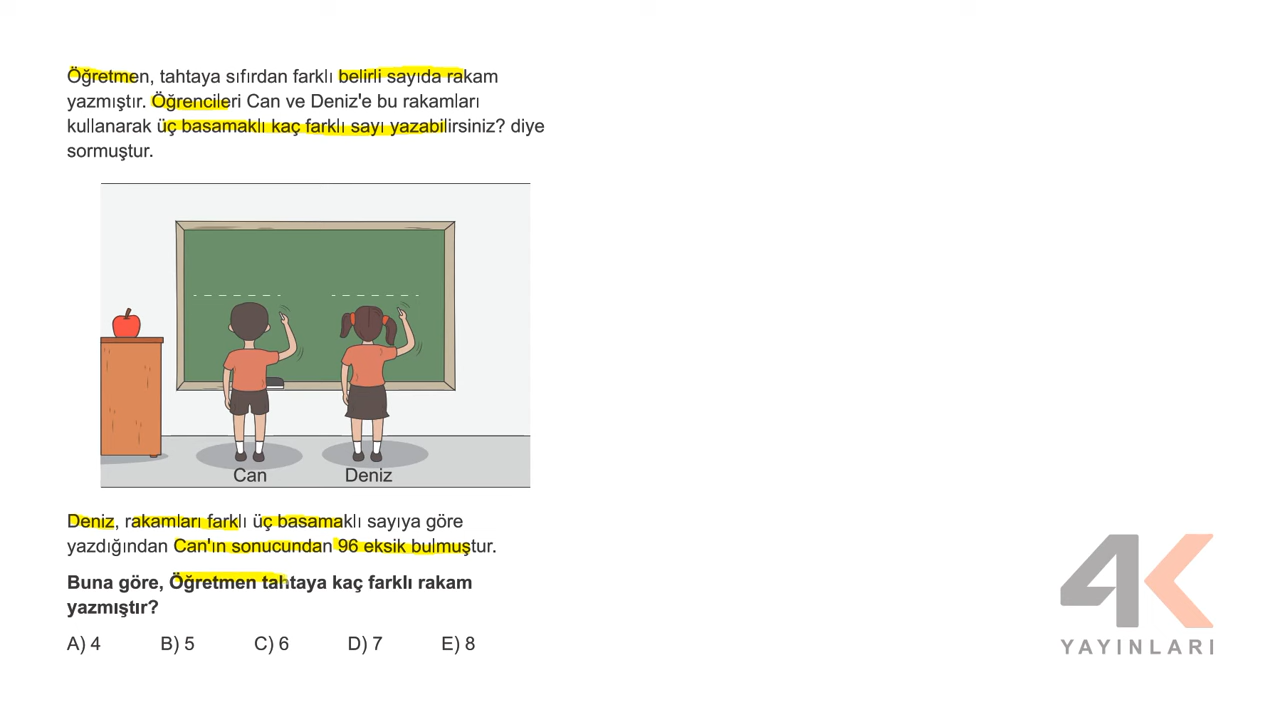 Öğretmen, tahtaya sıfırdan farklı belirli sayıda rakam
yazmıştır. Öğrencileri Can ve Deniz'e bu rakamları
kullanarak üç basamaklı kaç farklı sayı yazabilirsiniz? diye
sormuştur.
Can
Deniz
Deniz, rakamları farklı üç basamaklı sayıya göre
yazdığından Can'ın sonucundan 96 eksik bulmuştur.
Buna göre, Öğretmen tahtaya kaç farklı rakam
yazmıştır?
A) 4 B) 5 C) 6 D) 7 E) 8
4K
YAYINLARI